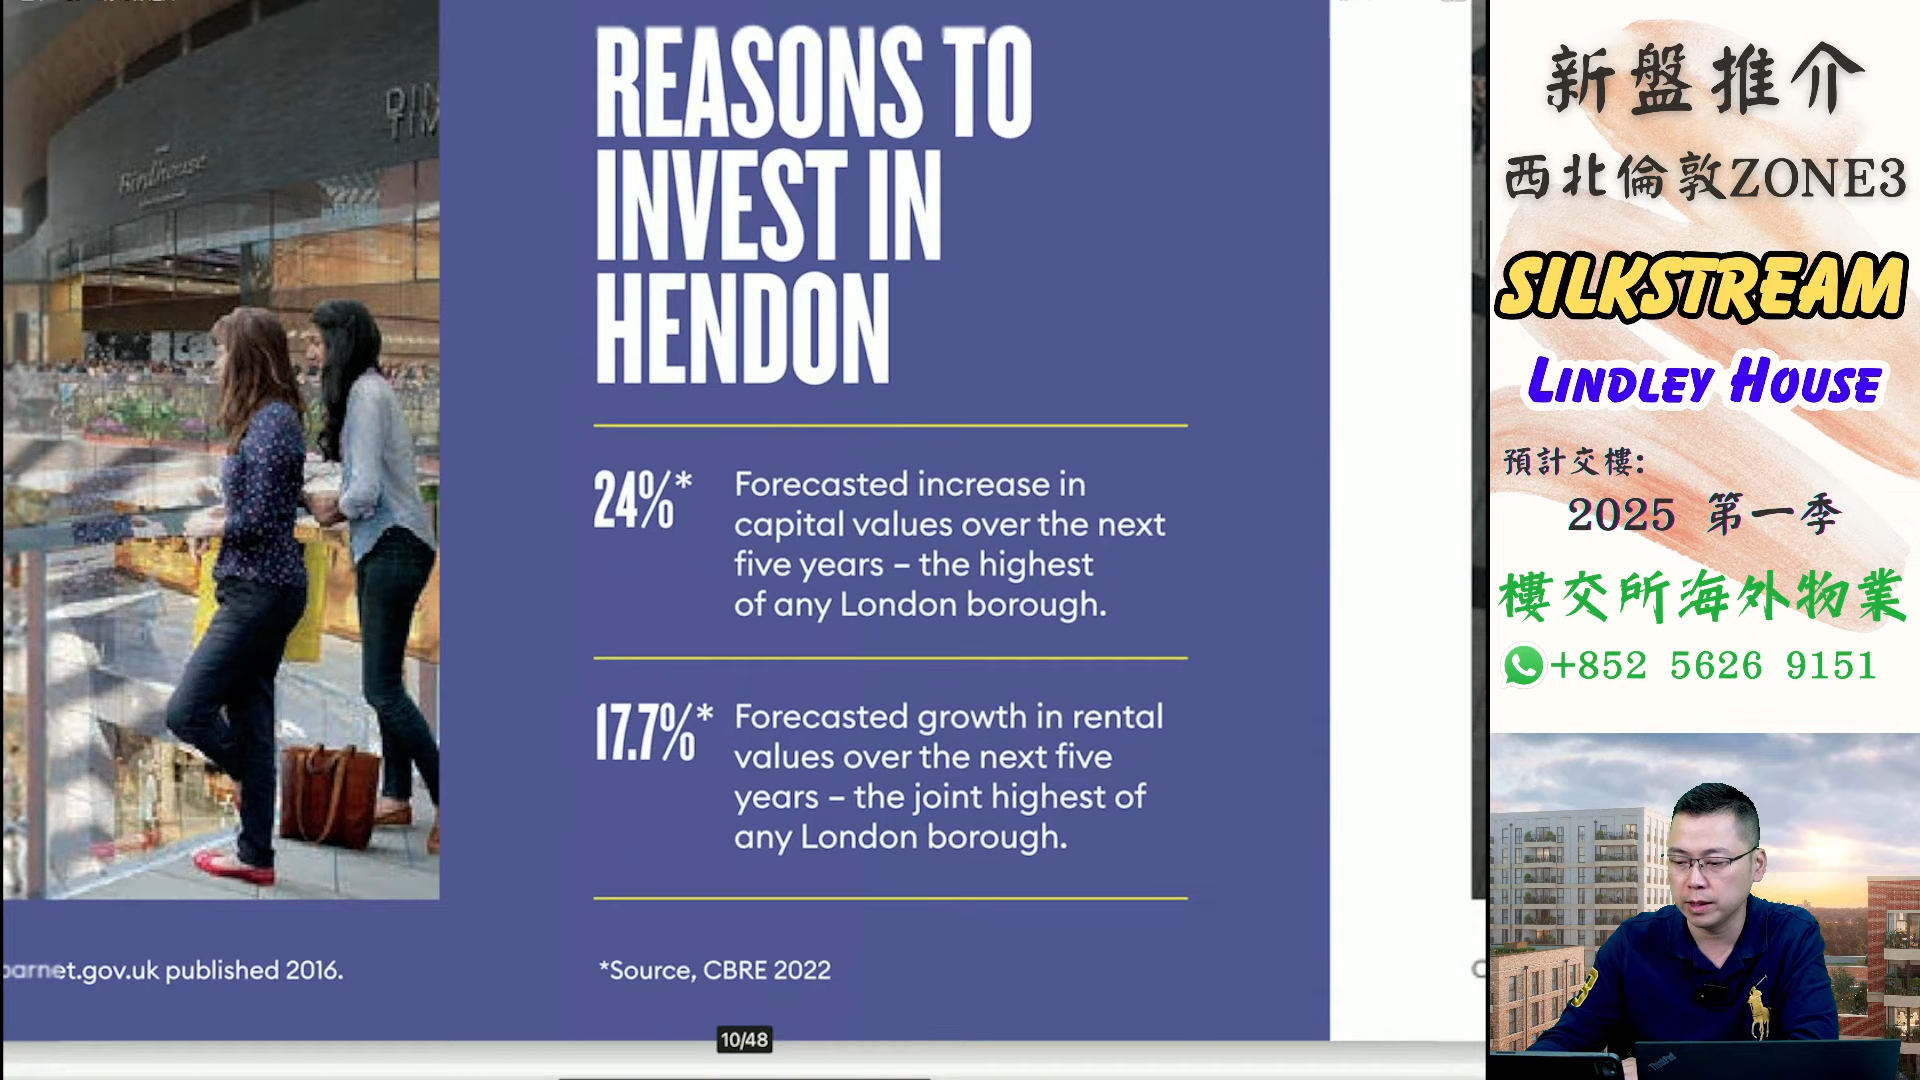 Birdhouse
REASONS TO
INVEST IN
HENDON
24%*
Forecasted increase in
capital values over the next
five years – the highest
of any London borough.
17.7%*
Forecasted growth in rental
values over the next five
years – the joint highest of
any London borough.
barnet.gov.uk published 2016.
*Source, CBRE 2022
10/48
新盤推介
西北倫敦ZONE3
SILKSTREAM
LINDLEY HOUSE
預計交樓:
2025 第一季
樓交所海外物業
+852 5626 9151
ThinkPad